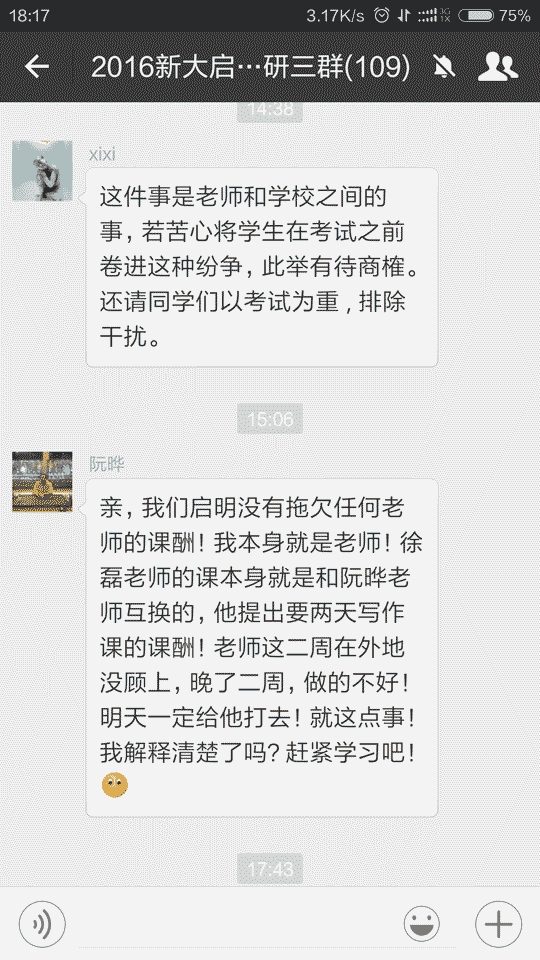 18:17
3.17K/s
3G
1X
75%
2016新大启…研三群(109)
14:38
xixi
这件事是老师和学校之间的
事，若苦心将学生在考试之前
卷进这种纷争，此举有待商榷。
还请同学们以考试为重，排除
干扰。
15:06
阮晔
亲，我们启明没有拖欠任何老
师的课酬！我本身就是老师！徐
磊老师的课本身就是和阮晔老
师互换的，他提出要两天写作
课的课酬！老师这二周在外地
没顾上，晚了二周，做的不好！
明天一定给他打去！就这点事！
我解释清楚了吗？赶紧学习吧！
17:43